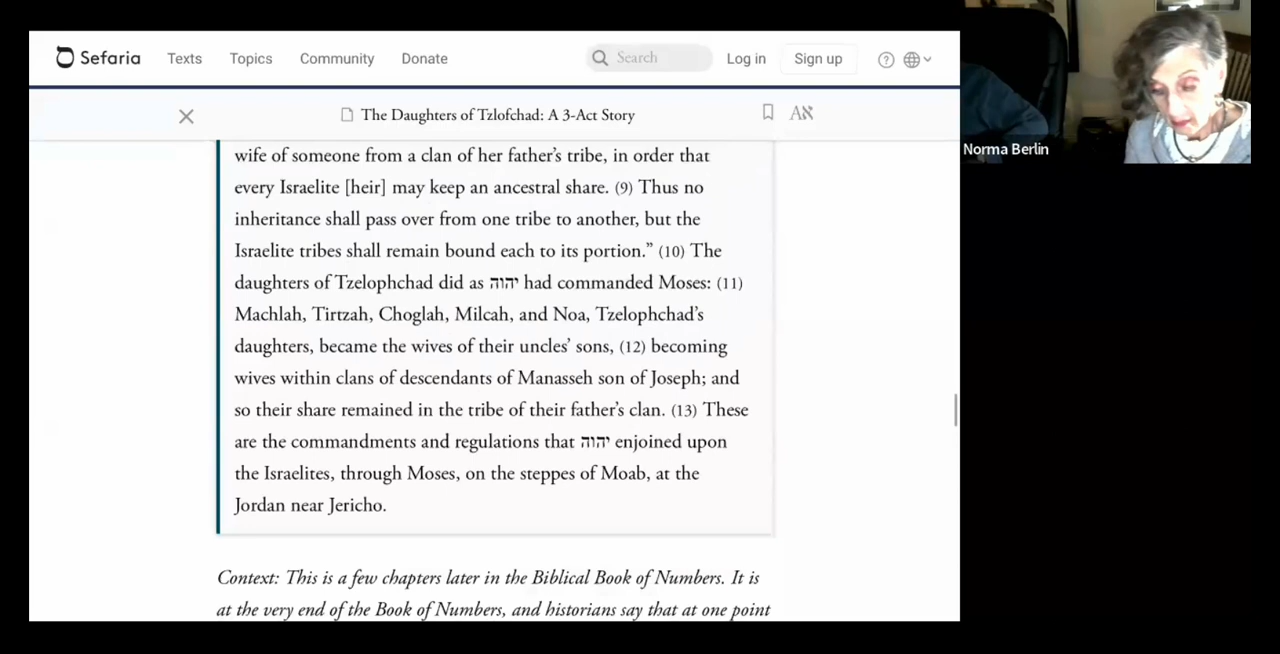 Sefaria Texts Topics Community Donate Search Log in Sign up
The Daughters of Tzlofchad: A 3-Act Story Aא
wife of someone from a clan of her father's tribe, in order that
every Israelite [heir] may keep an ancestral share. (9) Thus no
inheritance shall pass over from one tribe to another, but the
Israelite tribes shall remain bound each to its portion.” (10) The
daughters of Tzelophchad did as יהוה had commanded Moses: (11)
Machlah, Tirtzah, Choglah, Milcah, and Noa, Tzelophchad's
daughters, became the wives of their uncles' sons, (12) becoming
wives within clans of descendants of Manasseh son of Joseph; and
so their share remained in the tribe of their father's clan. (13) These
are the commandments and regulations that יהוה enjoined upon
the Israelites, through Moses, on the steppes of Moab, at the
Jordan near Jericho.
Context: This is a few chapters later in the Biblical Book of Numbers. It is
at the very end of the Book of Numbers, and historians say that at one point
Norma Berlin